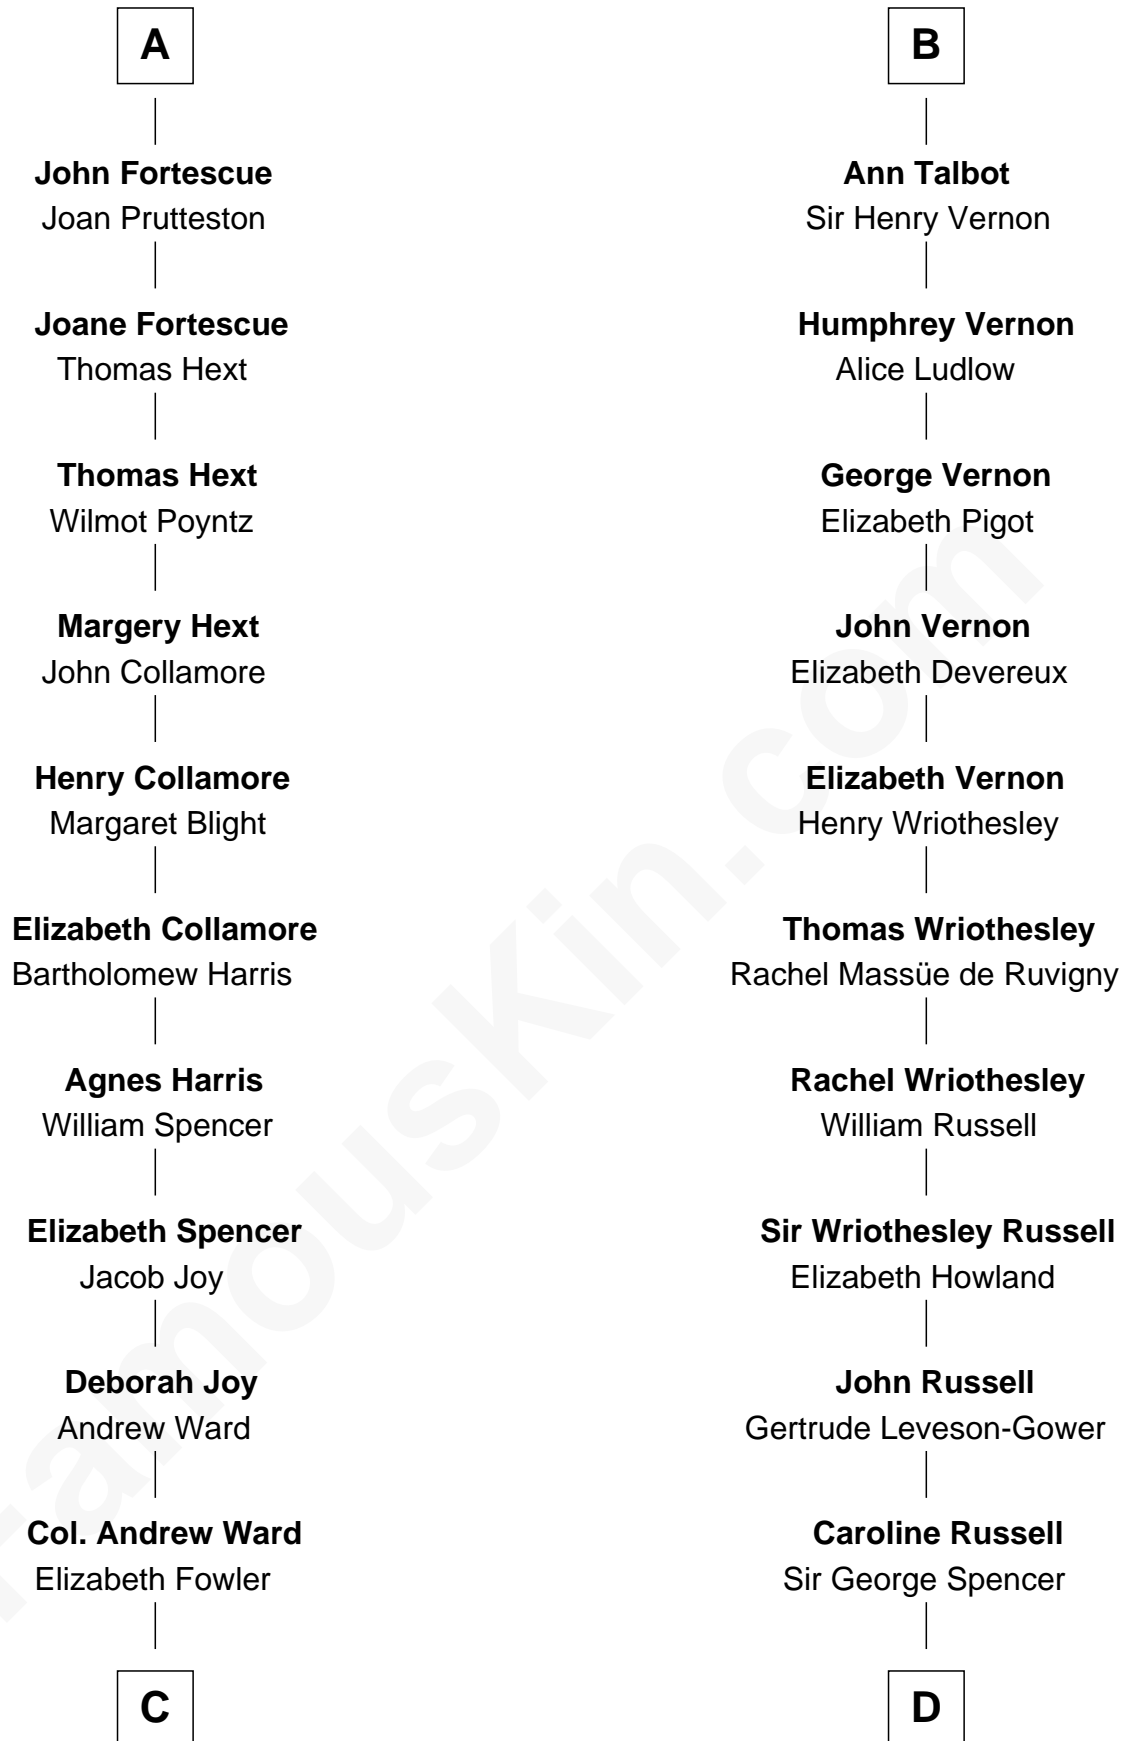 A
John Fortescue
Joan Prutteston
Joane Fortescue
Thomas Hext
Thomas Hext
Wilmot Poyntz
Margery Hext
John Collamore
Henry Collamore
Margaret Blight
Elizabeth Collamore
Bartholomew Harris
Agnes Harris
William Spencer
Elizabeth Spencer
Jacob Joy
Deborah Joy
Andrew Ward
Col. Andrew Ward
Elizabeth Fowler
C
B
Ann Talbot
Sir Henry Vernon
Humphrey Vernon
Alice Ludlow
George Vernon
Elizabeth Pigot
John Vernon
Elizabeth Devereux
Elizabeth Vernon
Henry Wriothesley
Thomas Wriothesley
Rachel Massüe de Ruvigny
Rachel Wriothesley
William Russell
Sir Wriothesley Russell
Elizabeth Howland
John Russell
Gertrude Leveson-Gower
Caroline Russell
Sir George Spencer
D
FamousKin.com